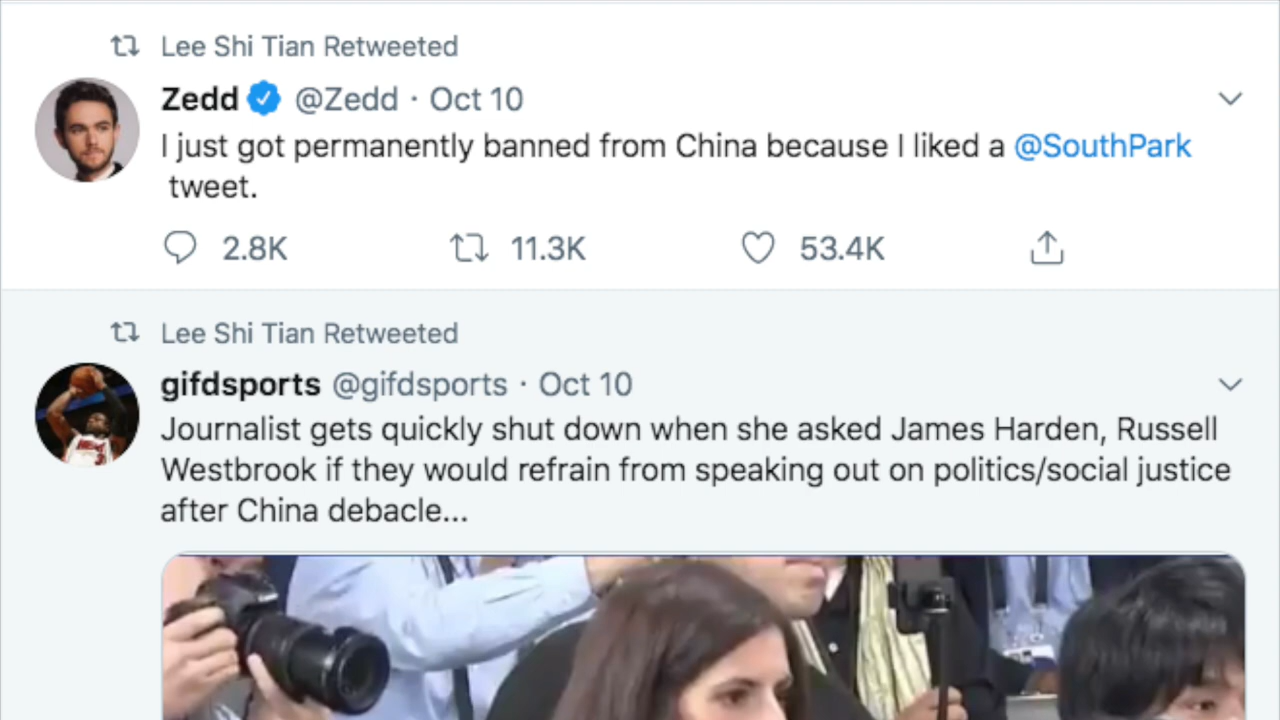 Lee Shi Tian Retweeted
Zedd @Zedd · Oct 10
I just got permanently banned from China because I liked a @SouthPark
tweet.
2.8K 11.3K 53.4K
Lee Shi Tian Retweeted
gifdsports @gifdsports · Oct 10
Journalist gets quickly shut down when she asked James Harden, Russell
Westbrook if they would refrain from speaking out on politics/social justice
after China debacle...